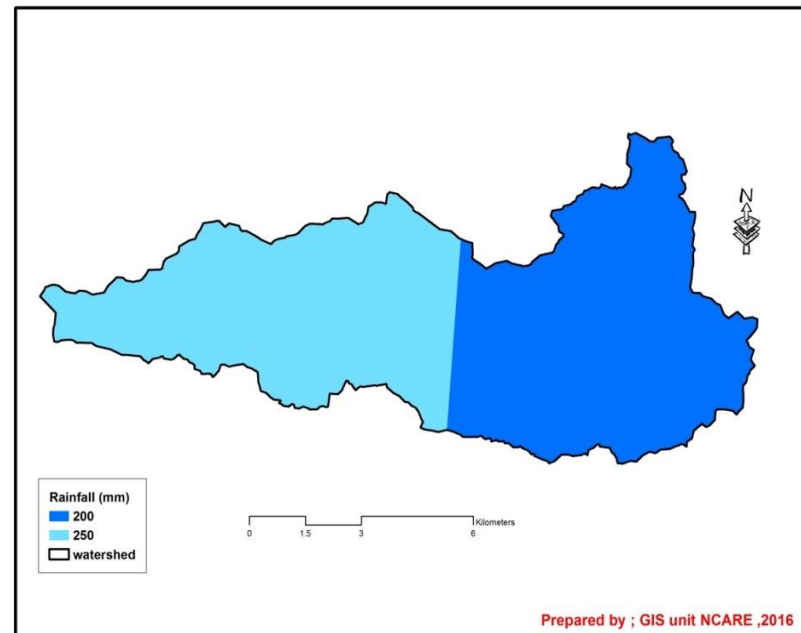 N
Rainfall (mm)
200
250
watershed
Kilometers
0 1.5 3 6
Prepared by ; GIS unit NCARE ,2016